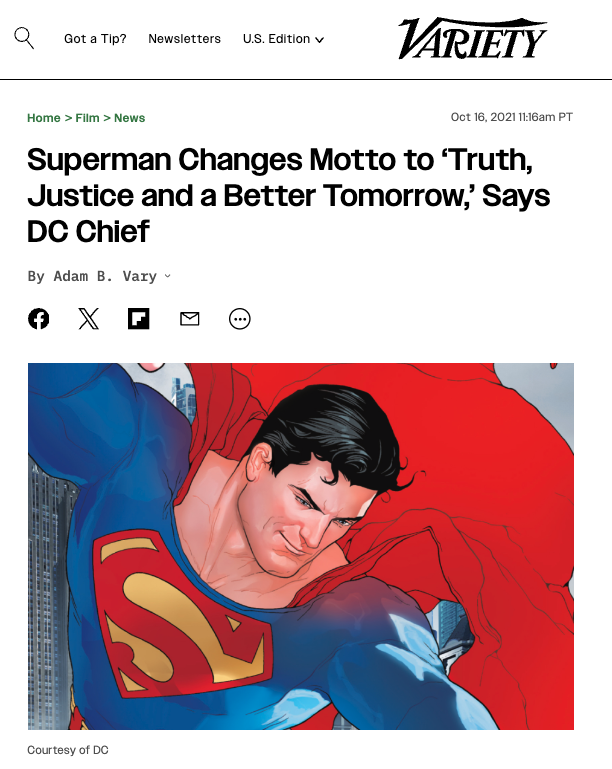 Got a Tip? Newsletters U.S. Edition VARIETY
Home > Film > News Oct 16, 2021 11:16am PT
Superman Changes Motto to ‘Truth,
Justice and a Better Tomorrow,’ Says
DC Chief
By Adam B. Vary
S
Courtesy of DC